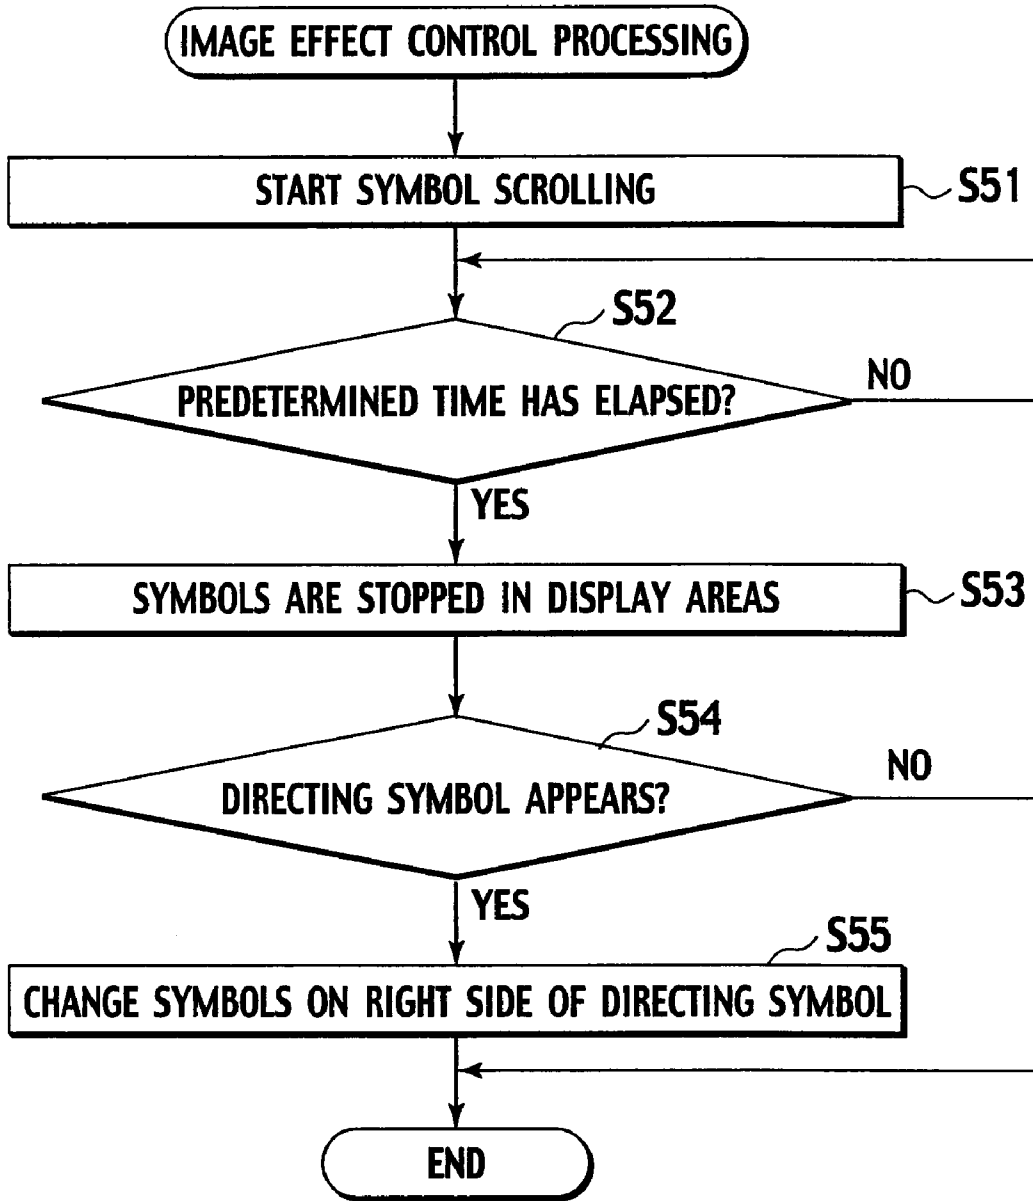 IMAGE EFFECT CONTROL PROCESSING
START SYMBOL SCROLLING
S51
S52
PREDETERMINED TIME HAS ELAPSED?
NO
YES
SYMBOLS ARE STOPPED IN DISPLAY AREAS
S53
S54
DIRECTING SYMBOL APPEARS?
NO
YES
S55
CHANGE SYMBOLS ON RIGHT SIDE OF DIRECTING SYMBOL
END